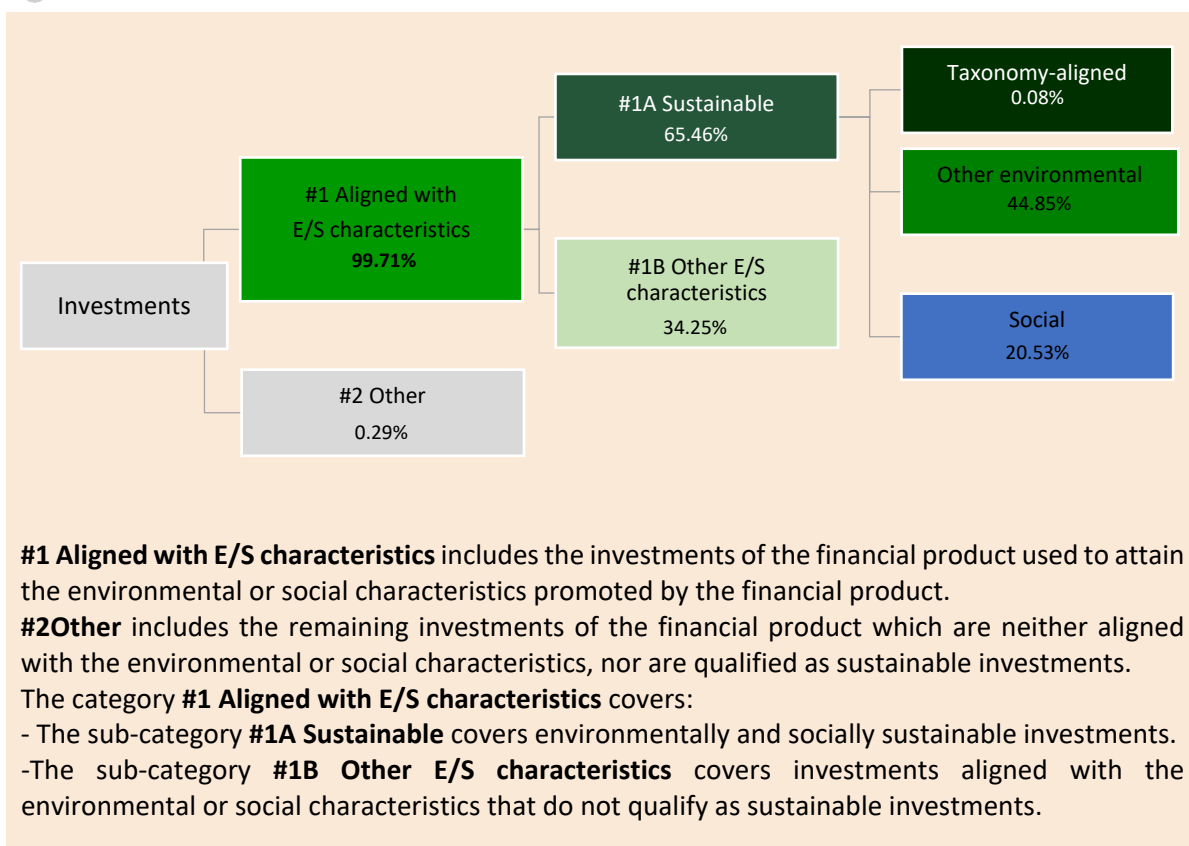 Investments
#1 Aligned with
E/S characteristics
99.71%
#2 Other
0.29%
#1A Sustainable
65.46%
#1B Other E/S
characteristics
34.25%
Taxonomy-aligned
0.08%
Other environmental
44.85%
Social
20.53%
#1 Aligned with E/S characteristics includes the investments of the financial product used to attain
the environmental or social characteristics promoted by the financial product.
#2Other includes the remaining investments of the financial product which are neither aligned
with the environmental or social characteristics, nor are qualified as sustainable investments.
The category #1 Aligned with E/S characteristics covers:
- The sub-category #1A Sustainable covers environmentally and socially sustainable investments.
-The sub-category #1B Other E/S characteristics covers investments aligned with the
environmental or social characteristics that do not qualify as sustainable investments.